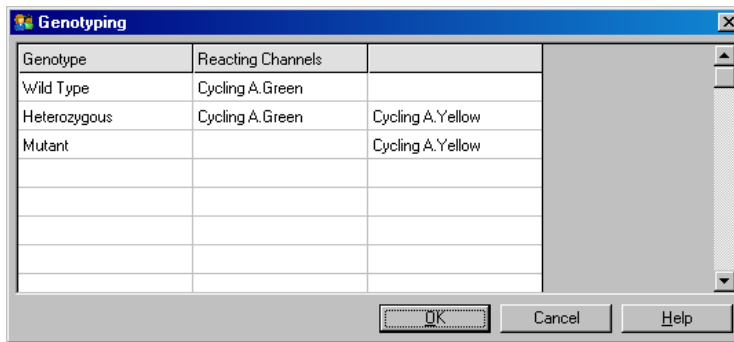 Genotyping
Genotype Reacting Channels
Wild Type Cycling A.Green
Heterozygous Cycling A.Green Cycling A.Yellow
Mutant Cycling A.Yellow
OK Cancel Help